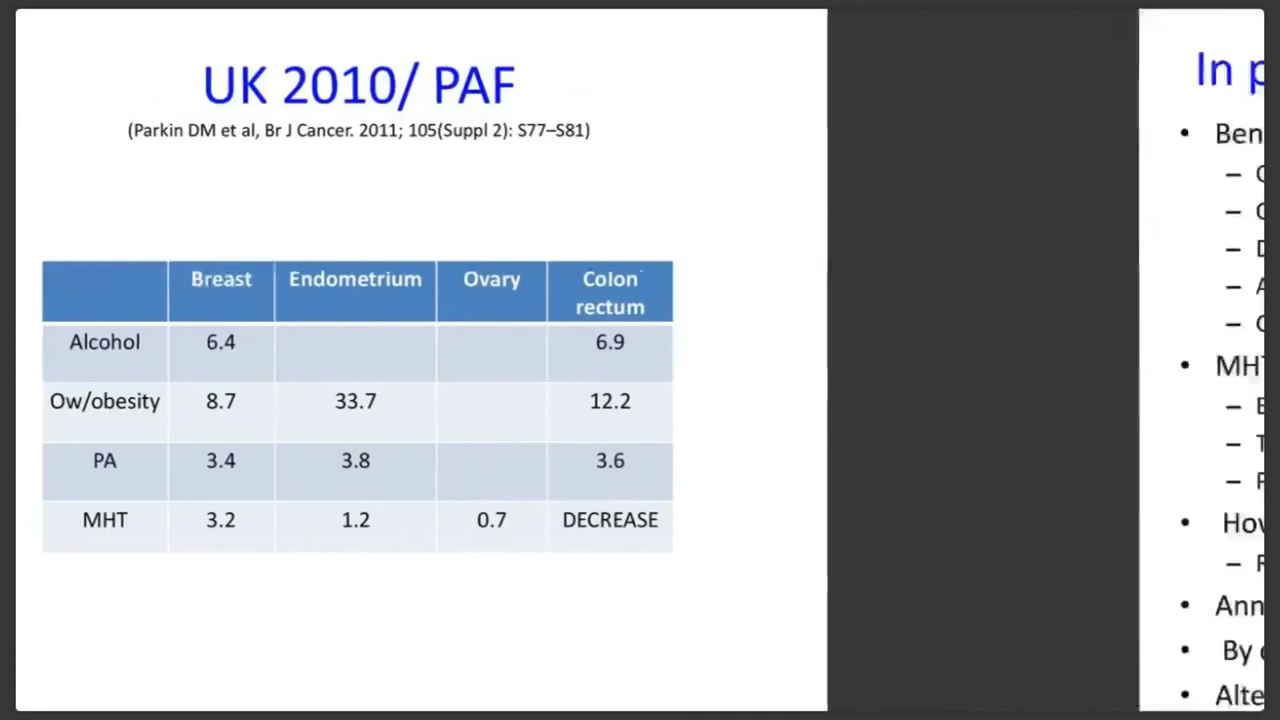 UK 2010/ PAF
(Parkin DM et al, Br J Cancer. 2011; 105(Suppl 2): S77–S81)
Breast Endometrium Ovary Colon rectum
Alcohol 6.4 6.9
Ow/obesity 8.7 33.7 12.2
PA 3.4 3.8 3.6
MHT 3.2 1.2 0.7 DECREASE
In
• Ben
• MHT
• How
• Ann
• By
• Alte